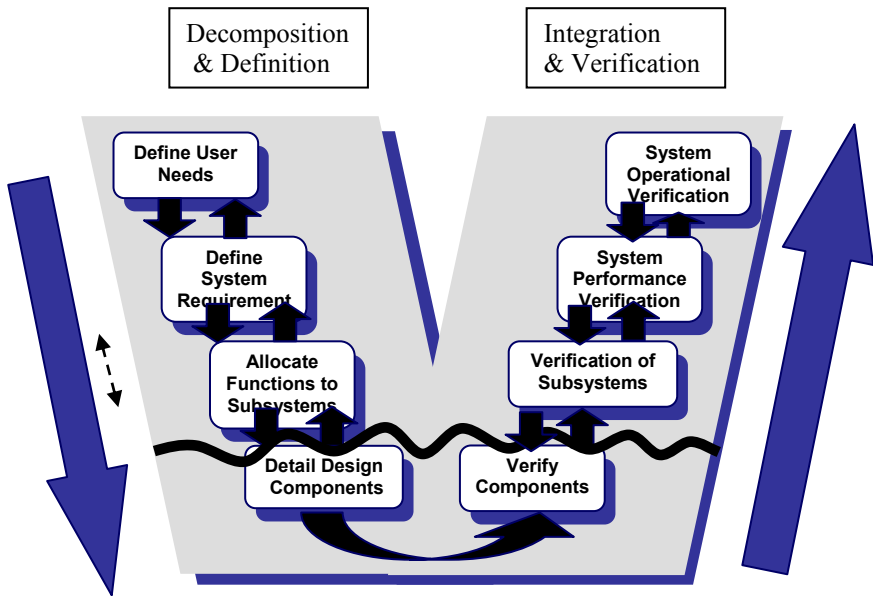 Decomposition
& Definition
Integration
& Verification
Define User
Needs
Define
System
Requirement
Allocate
Functions to
Subsystems
Detail Design
Components
System
Operational
Verification
System
Performance
Verification
Verification of
Subsystems
Verify
Components